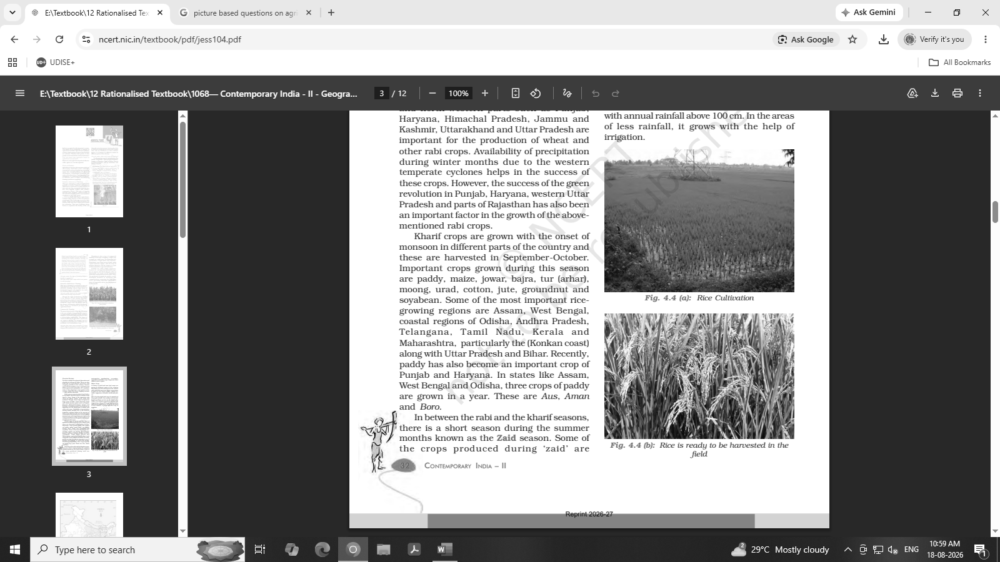 E:\Textbook\12 Rationalised Tex
picture based questions on agri
Ask Gemini
ncert.nic.in/textbook/pdf/jess104.pdf
Ask Google
Verify it's you
UD+
UDISE+
All Bookmarks
E:\Textbook\12 Rationalised Textbook\1068— Contemporary India - II - Geogra...
3 / 12
100%
1
2
3
Haryana, Himachal Pradesh, Jammu and
Kashmir, Uttarakhand and Uttar Pradesh are
important for the production of wheat and
other rabi crops. Availability of precipitation
during winter months due to the western
temperate cyclones helps in the success of
these crops. However, the success of the green
revolution in Punjab, Haryana, western Uttar
Pradesh and parts of Rajasthan has also been
an important factor in the growth of the above-
mentioned rabi crops.
Kharif crops are grown with the onset of
monsoon in different parts of the country and
these are harvested in September-October.
Important crops grown during this season
are paddy, maize, jowar, bajra, tur (arhar),
moong, urad, cotton, jute, groundnut and
soyabean. Some of the most important rice-
growing regions are Assam, West Bengal,
coastal regions of Odisha, Andhra Pradesh,
Telangana, Tamil Nadu, Kerala and
Maharashtra, particularly the (Konkan coast)
along with Uttar Pradesh and Bihar. Recently,
paddy has also become an important crop of
Punjab and Haryana. In states like Assam,
West Bengal and Odisha, three crops of paddy
are grown in a year. These are Aus, Aman
and Boro.
In between the rabi and the kharif seasons,
there is a short season during the summer
months known as the Zaid season. Some of
the crops produced during ‘zaid’ are
with annual rainfall above 100 cm. In the areas
of less rainfall, it grows with the help of
irrigation.
Fig. 4.4 (a): Rice Cultivation
Fig. 4.4 (b): Rice is ready to be harvested in the
field
© NCERT
not to be republished
32
CONTEMPORARY INDIA – II
Reprint 2026-27
Type here to search
2
29°C Mostly cloudy
ENG
10:59 AM
18-08-2026
1